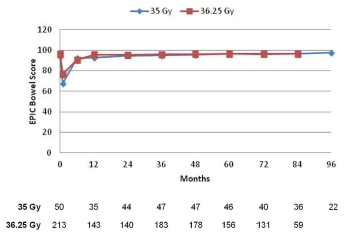 35 Gy 36.25 Gy
120
100
80
60
40
20
0
EPIC Bowel Score
0 12 24 36 48 60 72 84 96
Months
35 Gy 50 35 44 47 47 46 40 36 22
36.25 Gy 213 143 140 183 178 156 131 59